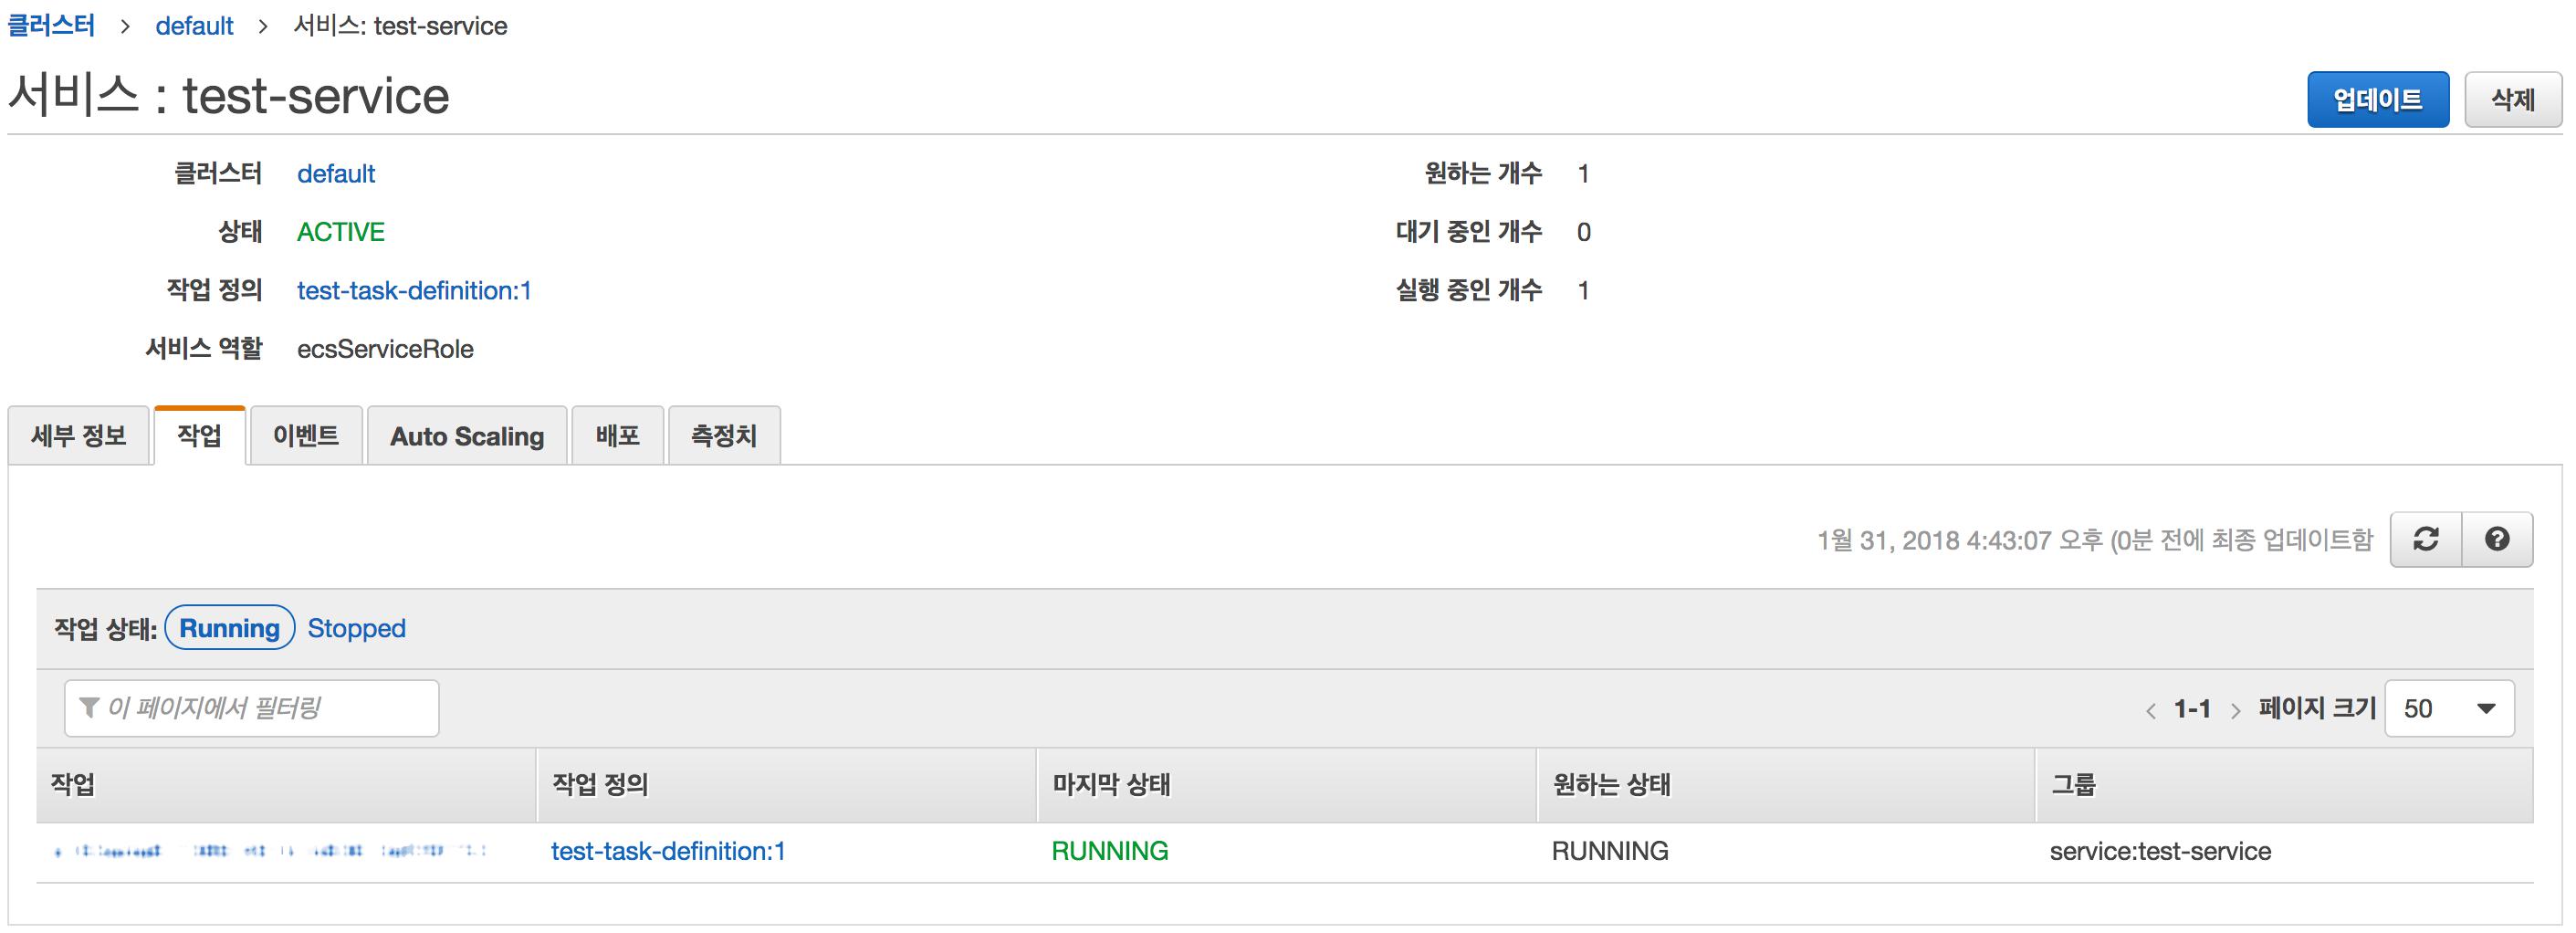 클러스터 > default > 서비스: test-service
서비스 : test-service
업데이트 삭제
클러스터 default 원하는 개수 1
상태 ACTIVE 대기 중인 개수 0
작업 정의 test-task-definition:1 실행 중인 개수 1
서비스 역할 ecsServiceRole
세부 정보 작업 이벤트 Auto Scaling 배포 측정치
1월 31, 2018 4:43:07 오후 (0분 전에 최종 업데이트함
작업 상태: Running Stopped
이 페이지에서 필터링 < 1-1 > 페이지 크기 50
작업 작업 정의 마지막 상태 원하는 상태 그룹
test-task-definition:1 RUNNING RUNNING service:test-service